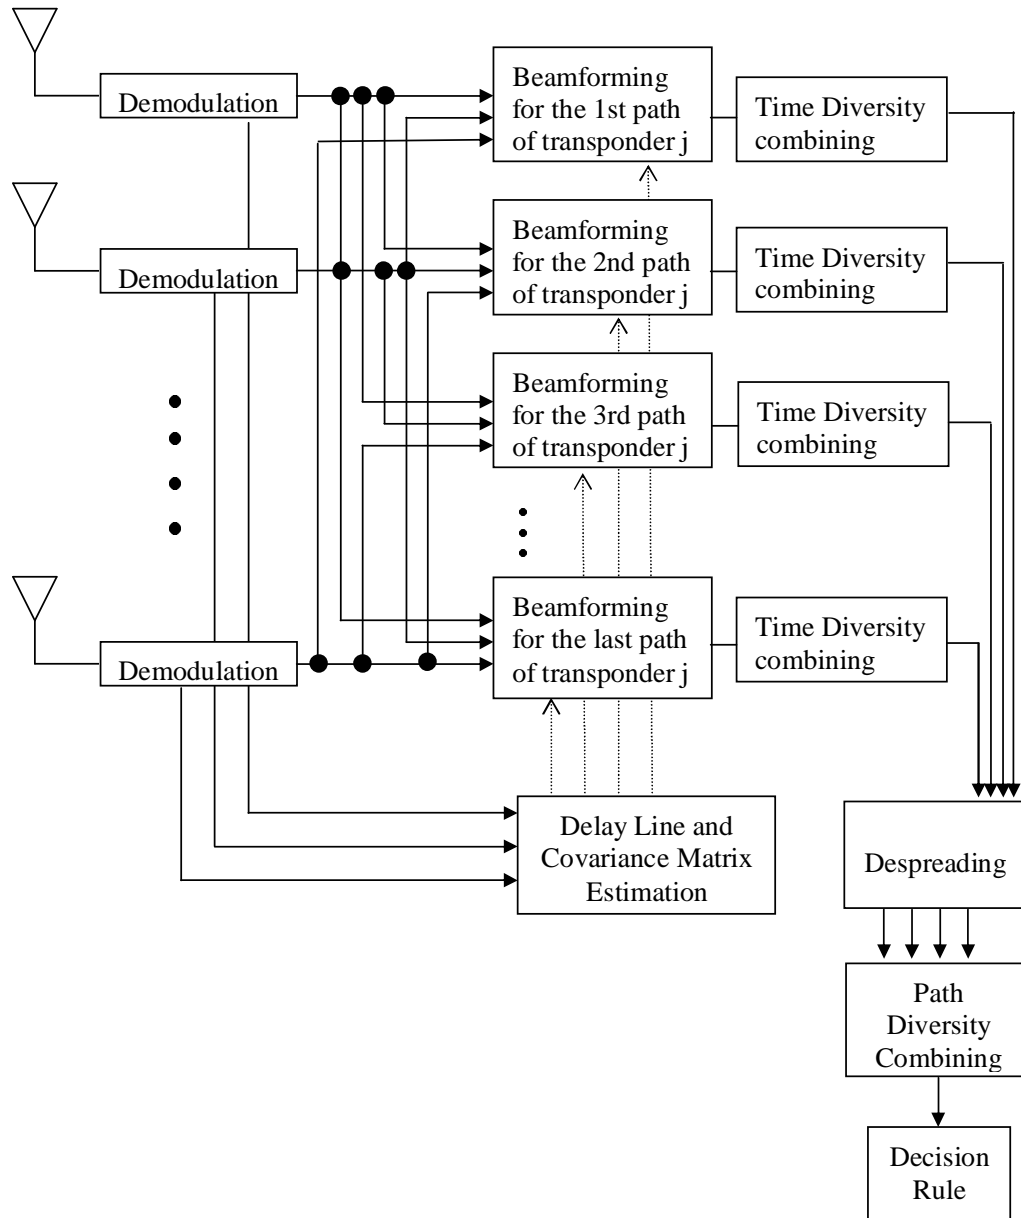 Demodulation
Beamforming
for the 1st path
of transponder j
Time Diversity
combining
Demodulation
Beamforming
for the 2nd path
of transponder j
Time Diversity
combining
Beamforming
for the 3rd path
of transponder j
Time Diversity
combining
Demodulation
Beamforming
for the last path
of transponder j
Time Diversity
combining
Delay Line and
Covariance Matrix
Estimation
Despreading
Path
Diversity
Combining
Decision
Rule